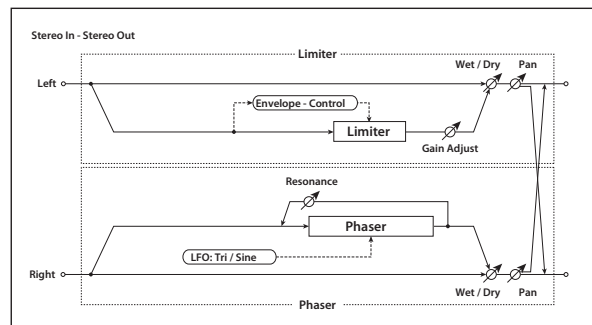 Stereo In - Stereo Out
Limiter
Wet / Dry
Pan
Left
Envelope - Control
Limiter
Gain Adjust
Resonance
Phaser
LFO: Tri / Sine
Right
Wet / Dry
Pan
Phaser